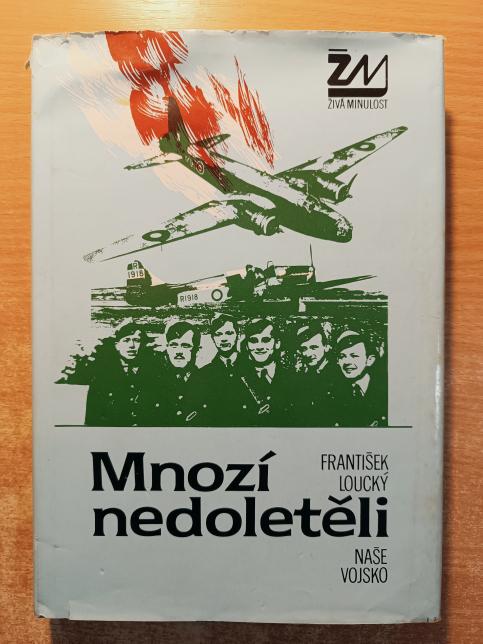 ŽM
ŽIVÁ MINULOST
R
1918
R1918
Mnozí
nedoletěli
FRANTIŠEK
LOUCKÝ
NAŠE
VOJSKO